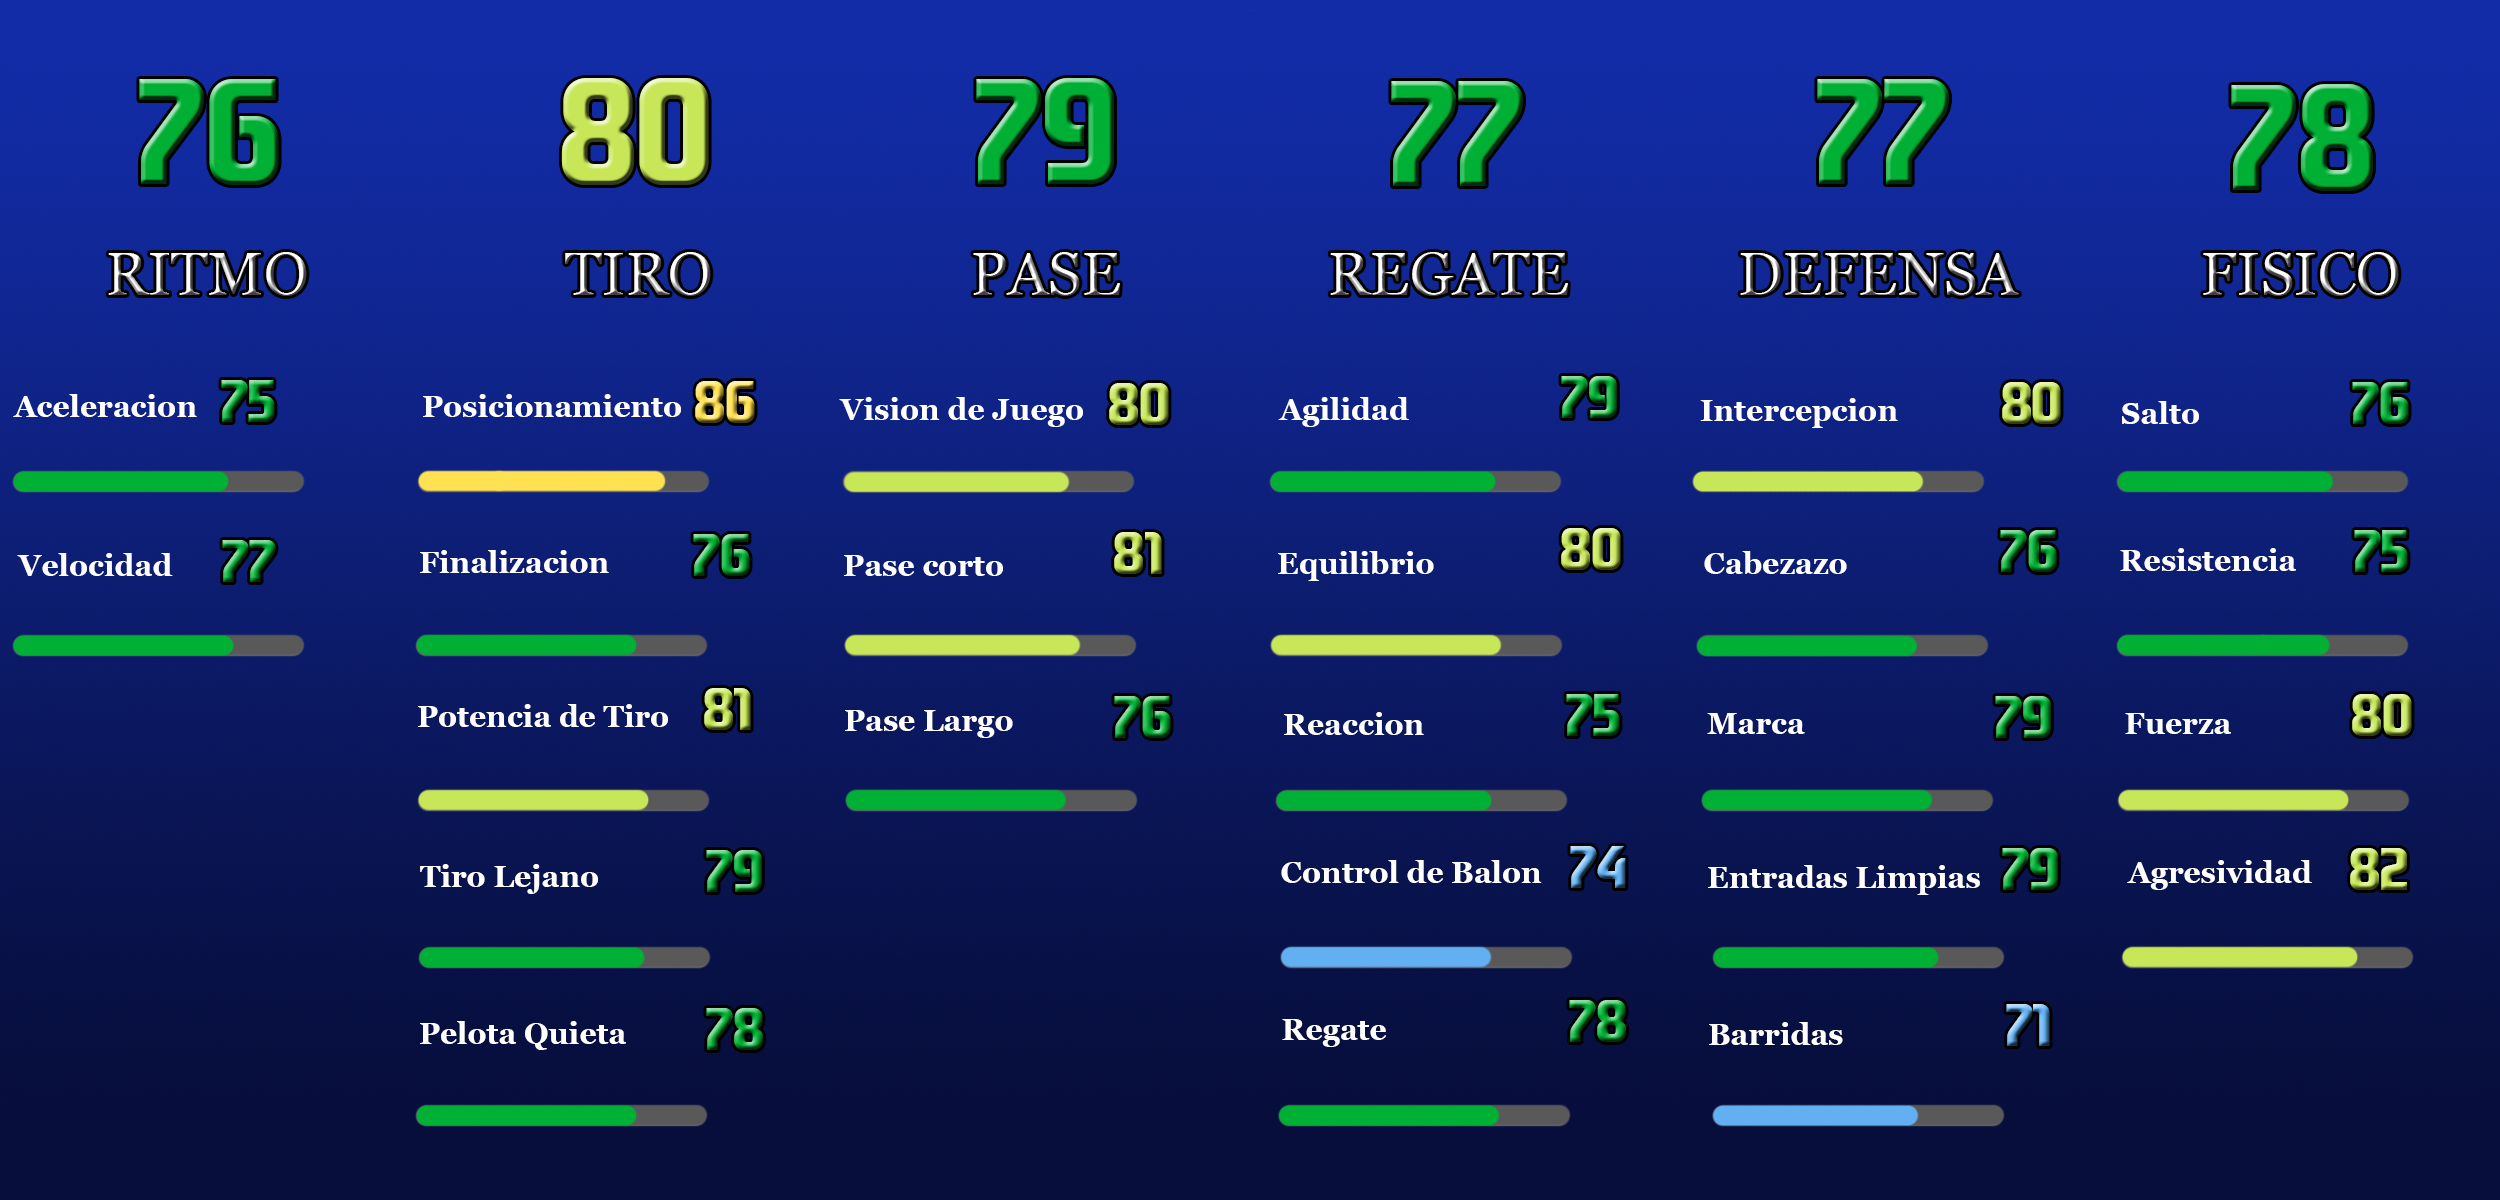 76
RITMO
Aceleracion 75
Velocidad 77
80
TIRO
Posicionamiento 86
Finalizacion 76
Potencia de Tiro 81
Tiro Lejano 79
Pelota Quieta 78
79
PASE
Vision de Juego 80
Pase corto 81
Pase Largo 76
77
REGATE
Agilidad 79
Equilibrio 80
Reaccion 75
Control de Balon 74
Regate 78
77
DEFENSA
Intercepcion 80
Cabezazo 76
Marca 79
Entradas Limpias 79
Barridas 71
78
FISICO
Salto 76
Resistencia 75
Fuerza 80
Agresividad 82